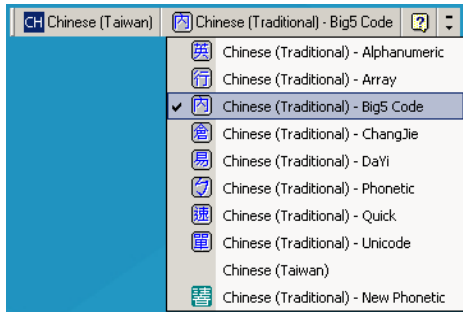 CH Chinese (Taiwan) 內 Chinese (Traditional) - Big5 Code
英 Chinese (Traditional) - Alphanumeric
行 Chinese (Traditional) - Array
內 Chinese (Traditional) - Big5 Code
倉 Chinese (Traditional) - ChangJie
易 Chinese (Traditional) - DaYi
ㄅ Chinese (Traditional) - Phonetic
速 Chinese (Traditional) - Quick
單 Chinese (Traditional) - Unicode
Chinese (Taiwan)
Chinese (Traditional) - New Phonetic